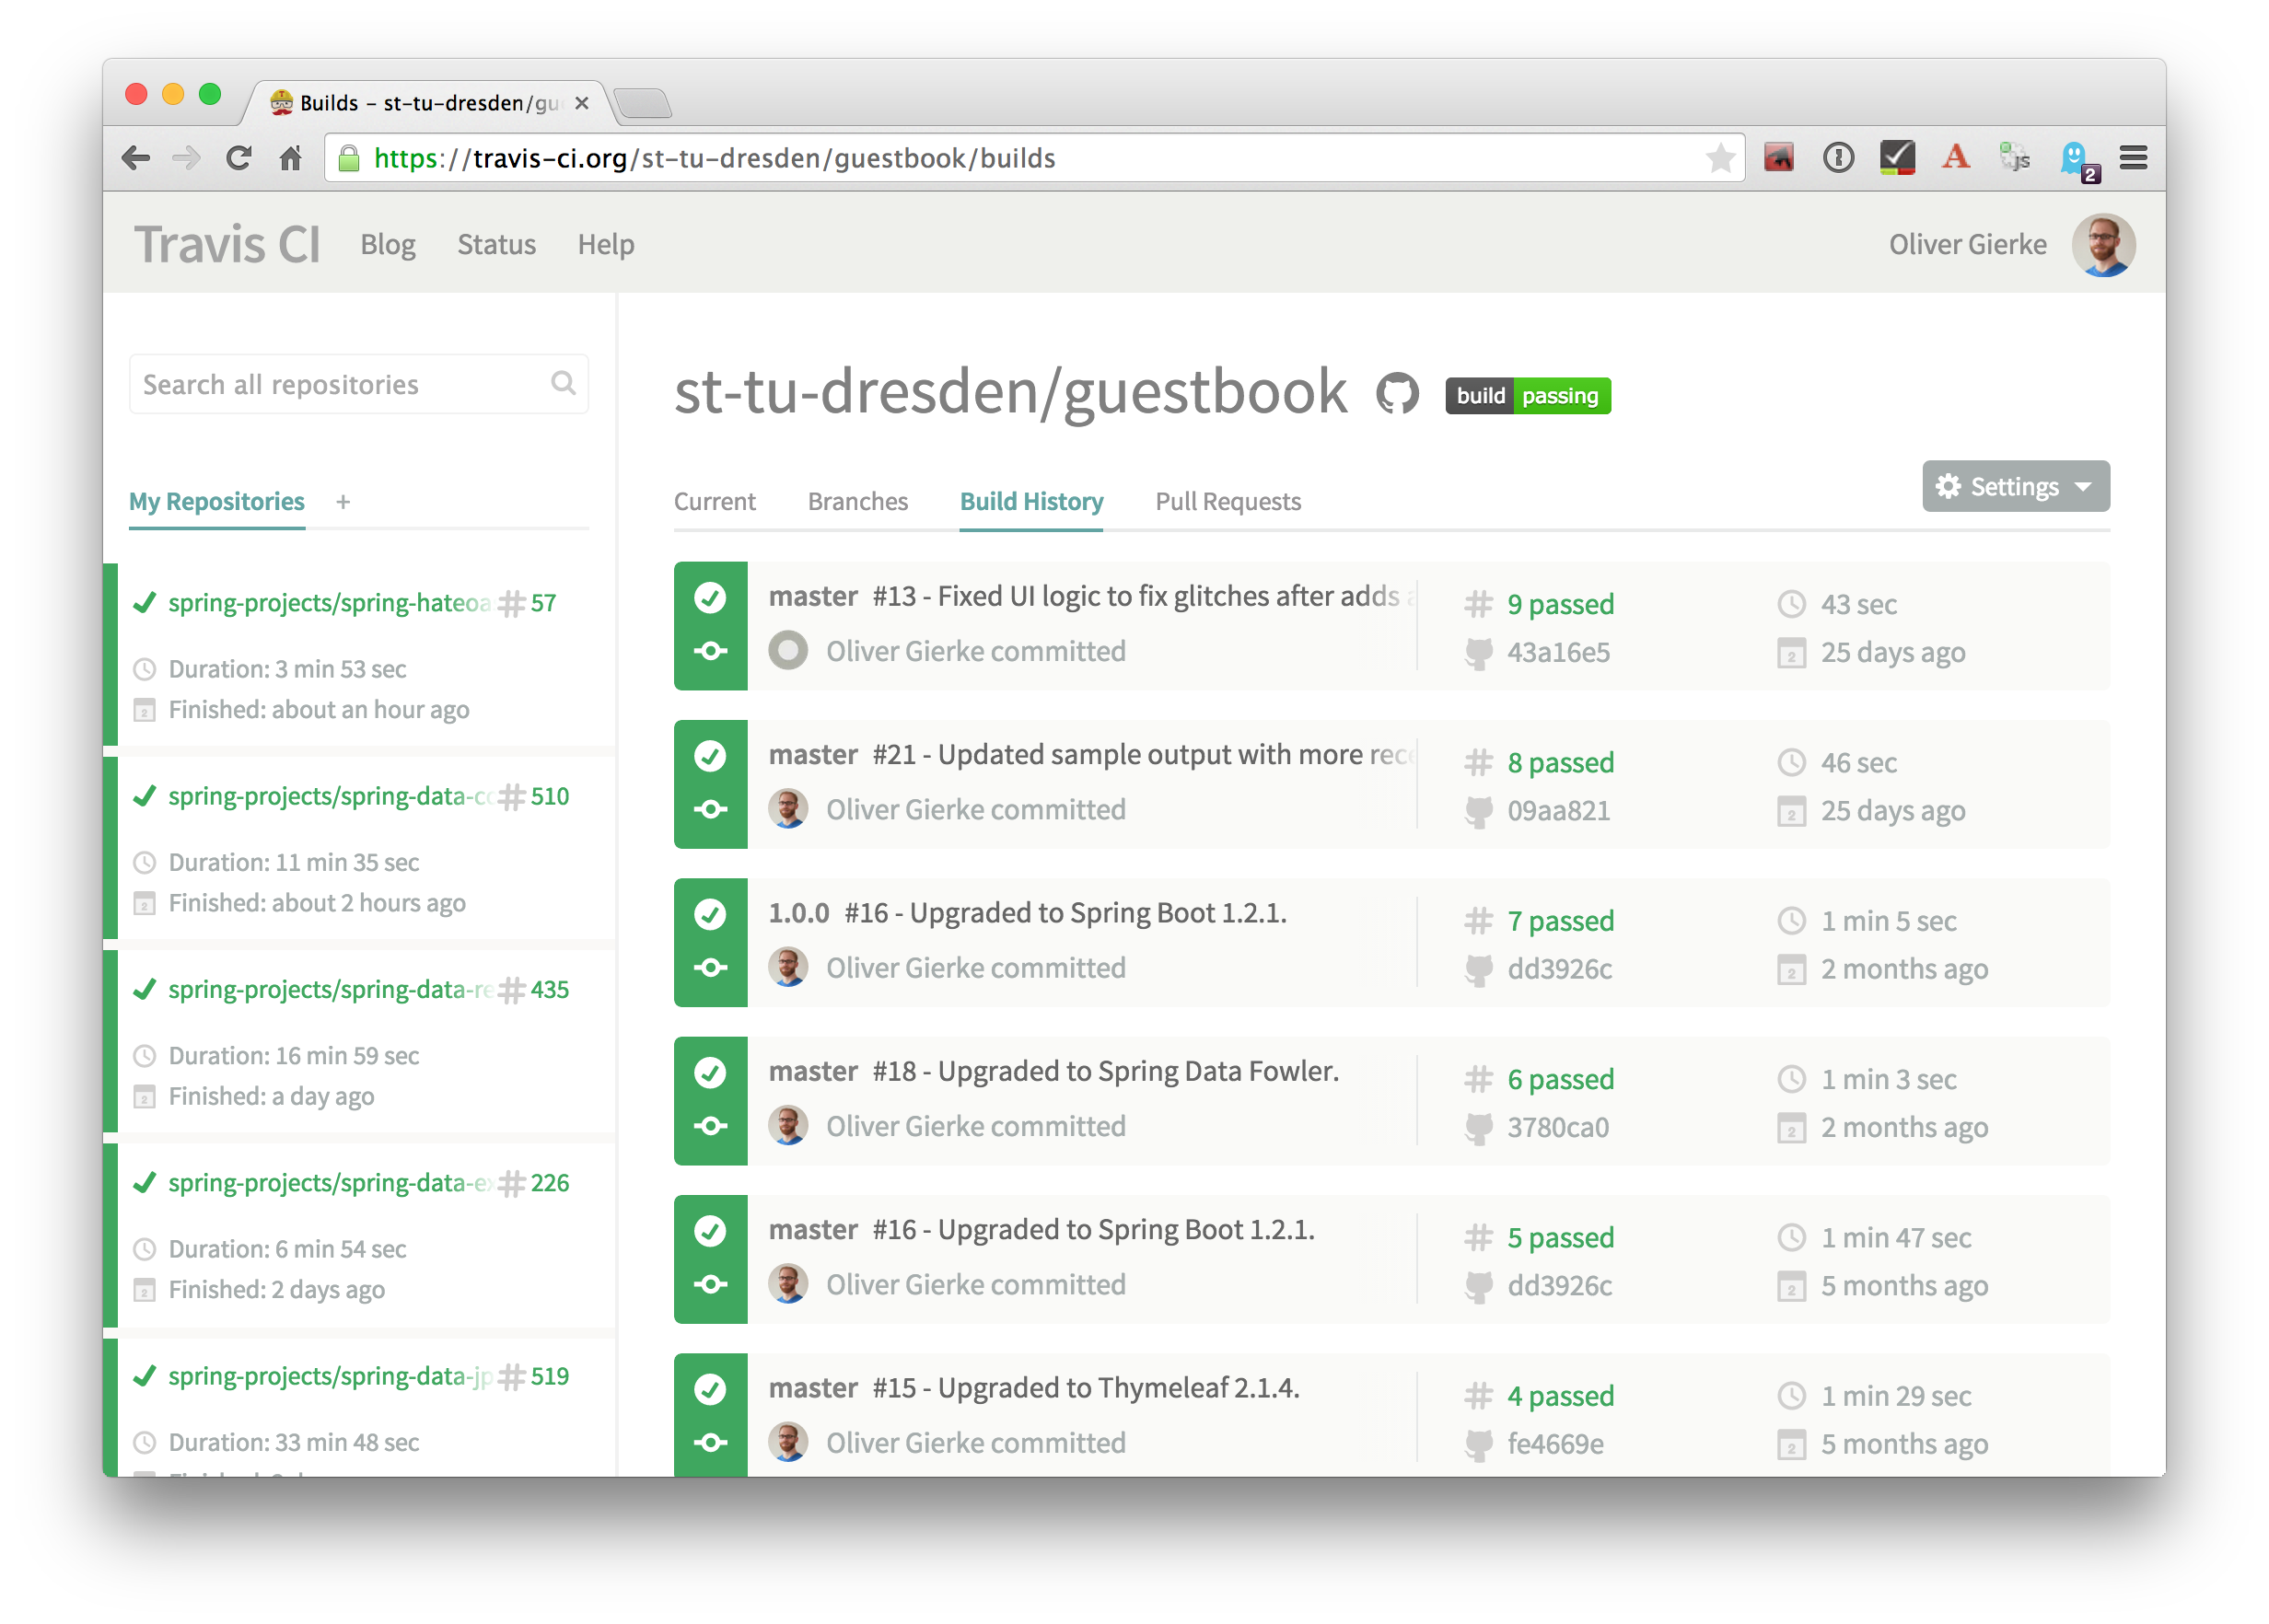 Builds - st-tu-dresden/gu
https://travis-ci.org/st-tu-dresden/guestbook/builds
2
Travis CI Blog Status Help Oliver Gierke
Search all repositories
My Repositories +
spring-projects/spring-hateoa # 57
Duration: 3 min 53 sec
Finished: about an hour ago
spring-projects/spring-data-co # 510
Duration: 11 min 35 sec
Finished: about 2 hours ago
spring-projects/spring-data-re # 435
Duration: 16 min 59 sec
Finished: a day ago
spring-projects/spring-data-ex # 226
Duration: 6 min 54 sec
Finished: 2 days ago
spring-projects/spring-data-jp # 519
Duration: 33 min 48 sec
st-tu-dresden/guestbook build passing
Current Branches Build History Pull Requests
Settings
master #13 - Fixed UI logic to fix glitches after adds
Oliver Gierke committed
# 9 passed
43a16e5
43 sec
25 days ago
master #21 - Updated sample output with more rece
Oliver Gierke committed
# 8 passed
09aa821
46 sec
25 days ago
1.0.0 #16 - Upgraded to Spring Boot 1.2.1.
Oliver Gierke committed
# 7 passed
dd3926c
1 min 5 sec
2 months ago
master #18 - Upgraded to Spring Data Fowler.
Oliver Gierke committed
# 6 passed
3780ca0
1 min 3 sec
2 months ago
master #16 - Upgraded to Spring Boot 1.2.1.
Oliver Gierke committed
# 5 passed
dd3926c
1 min 47 sec
5 months ago
master #15 - Upgraded to Thymeleaf 2.1.4.
Oliver Gierke committed
# 4 passed
fe4669e
1 min 29 sec
5 months ago